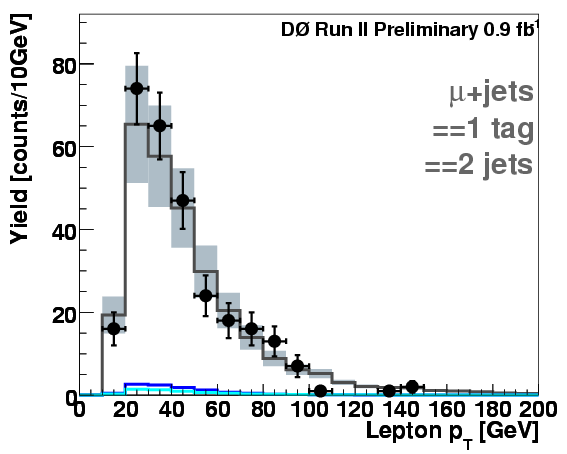 DØ Run II Preliminary 0.9 fb⁻¹
μ+jets
==1 tag
==2 jets
Yield [counts/10GeV]
80
60
40
20
0
0 20 40 60 80 100 120 140 160 180 200
Lepton p_T [GeV]